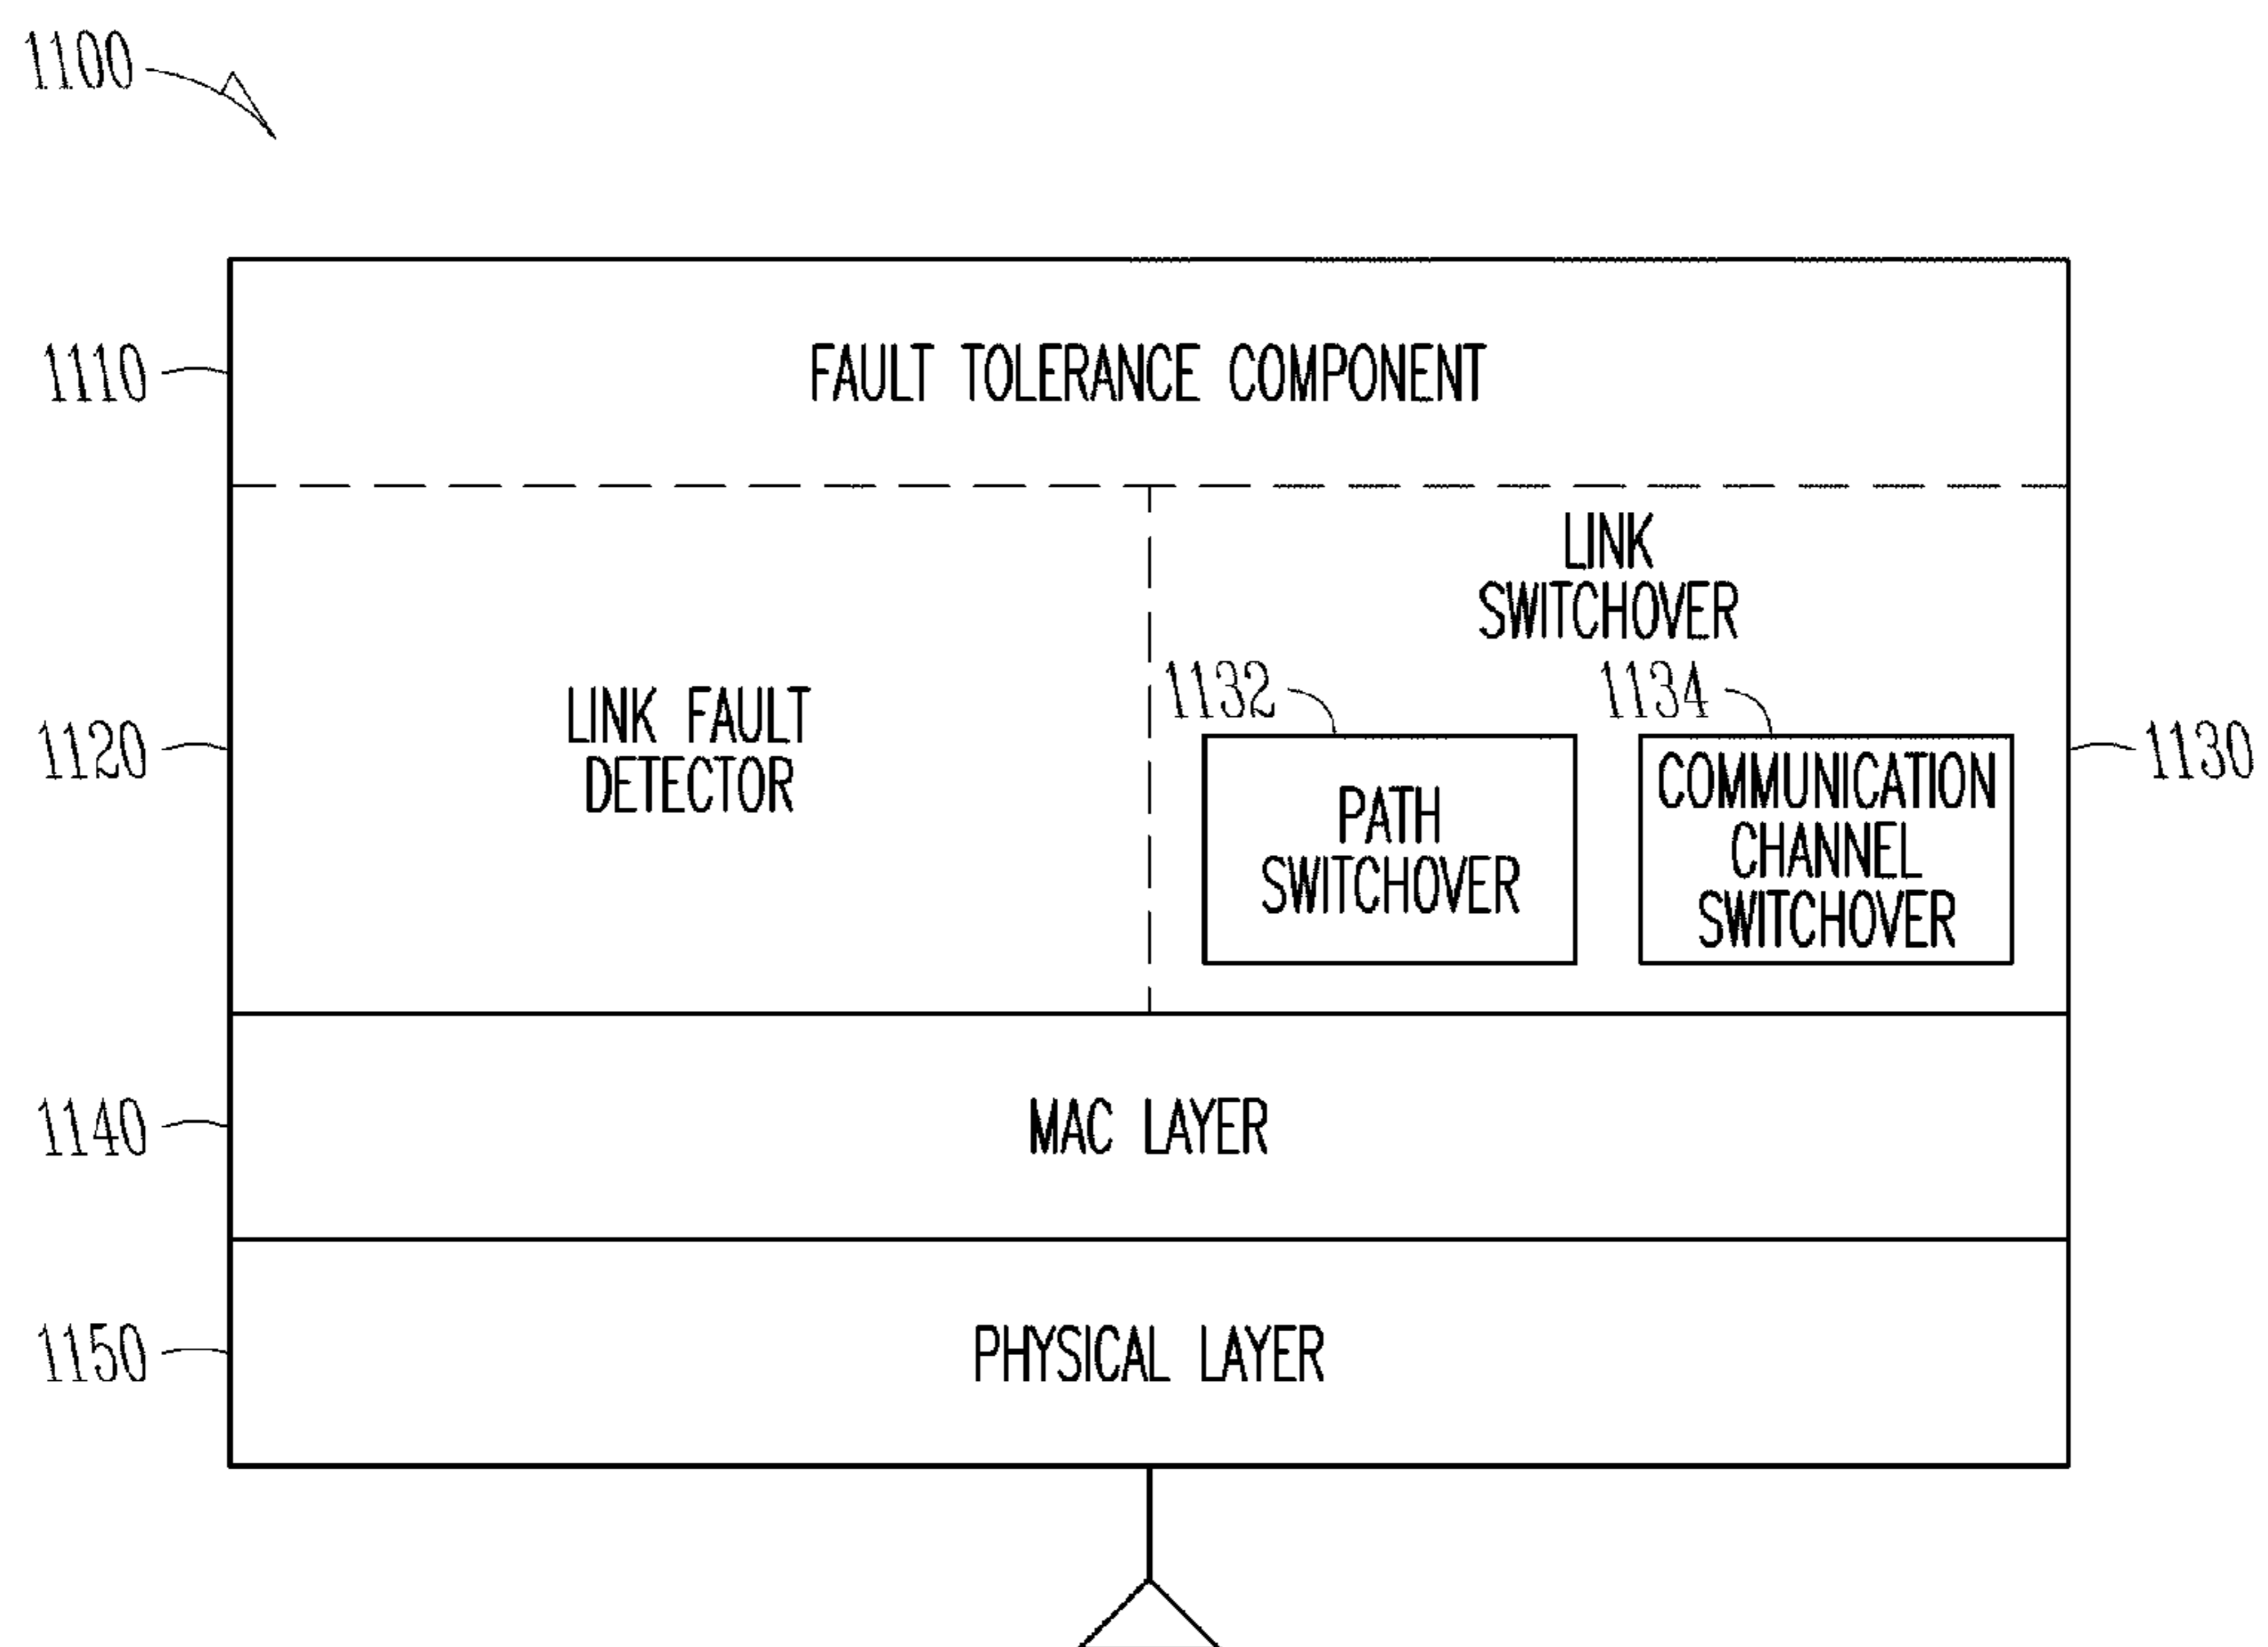 1100
1110
FAULT TOLERANCE COMPONENT
LINK
SWITCHOVER
1120
LINK FAULT
DETECTOR
1132
1134
PATH
SWITCHOVER
COMMUNICATION
CHANNEL
SWITCHOVER
1130
1140
MAC LAYER
1150
PHYSICAL LAYER